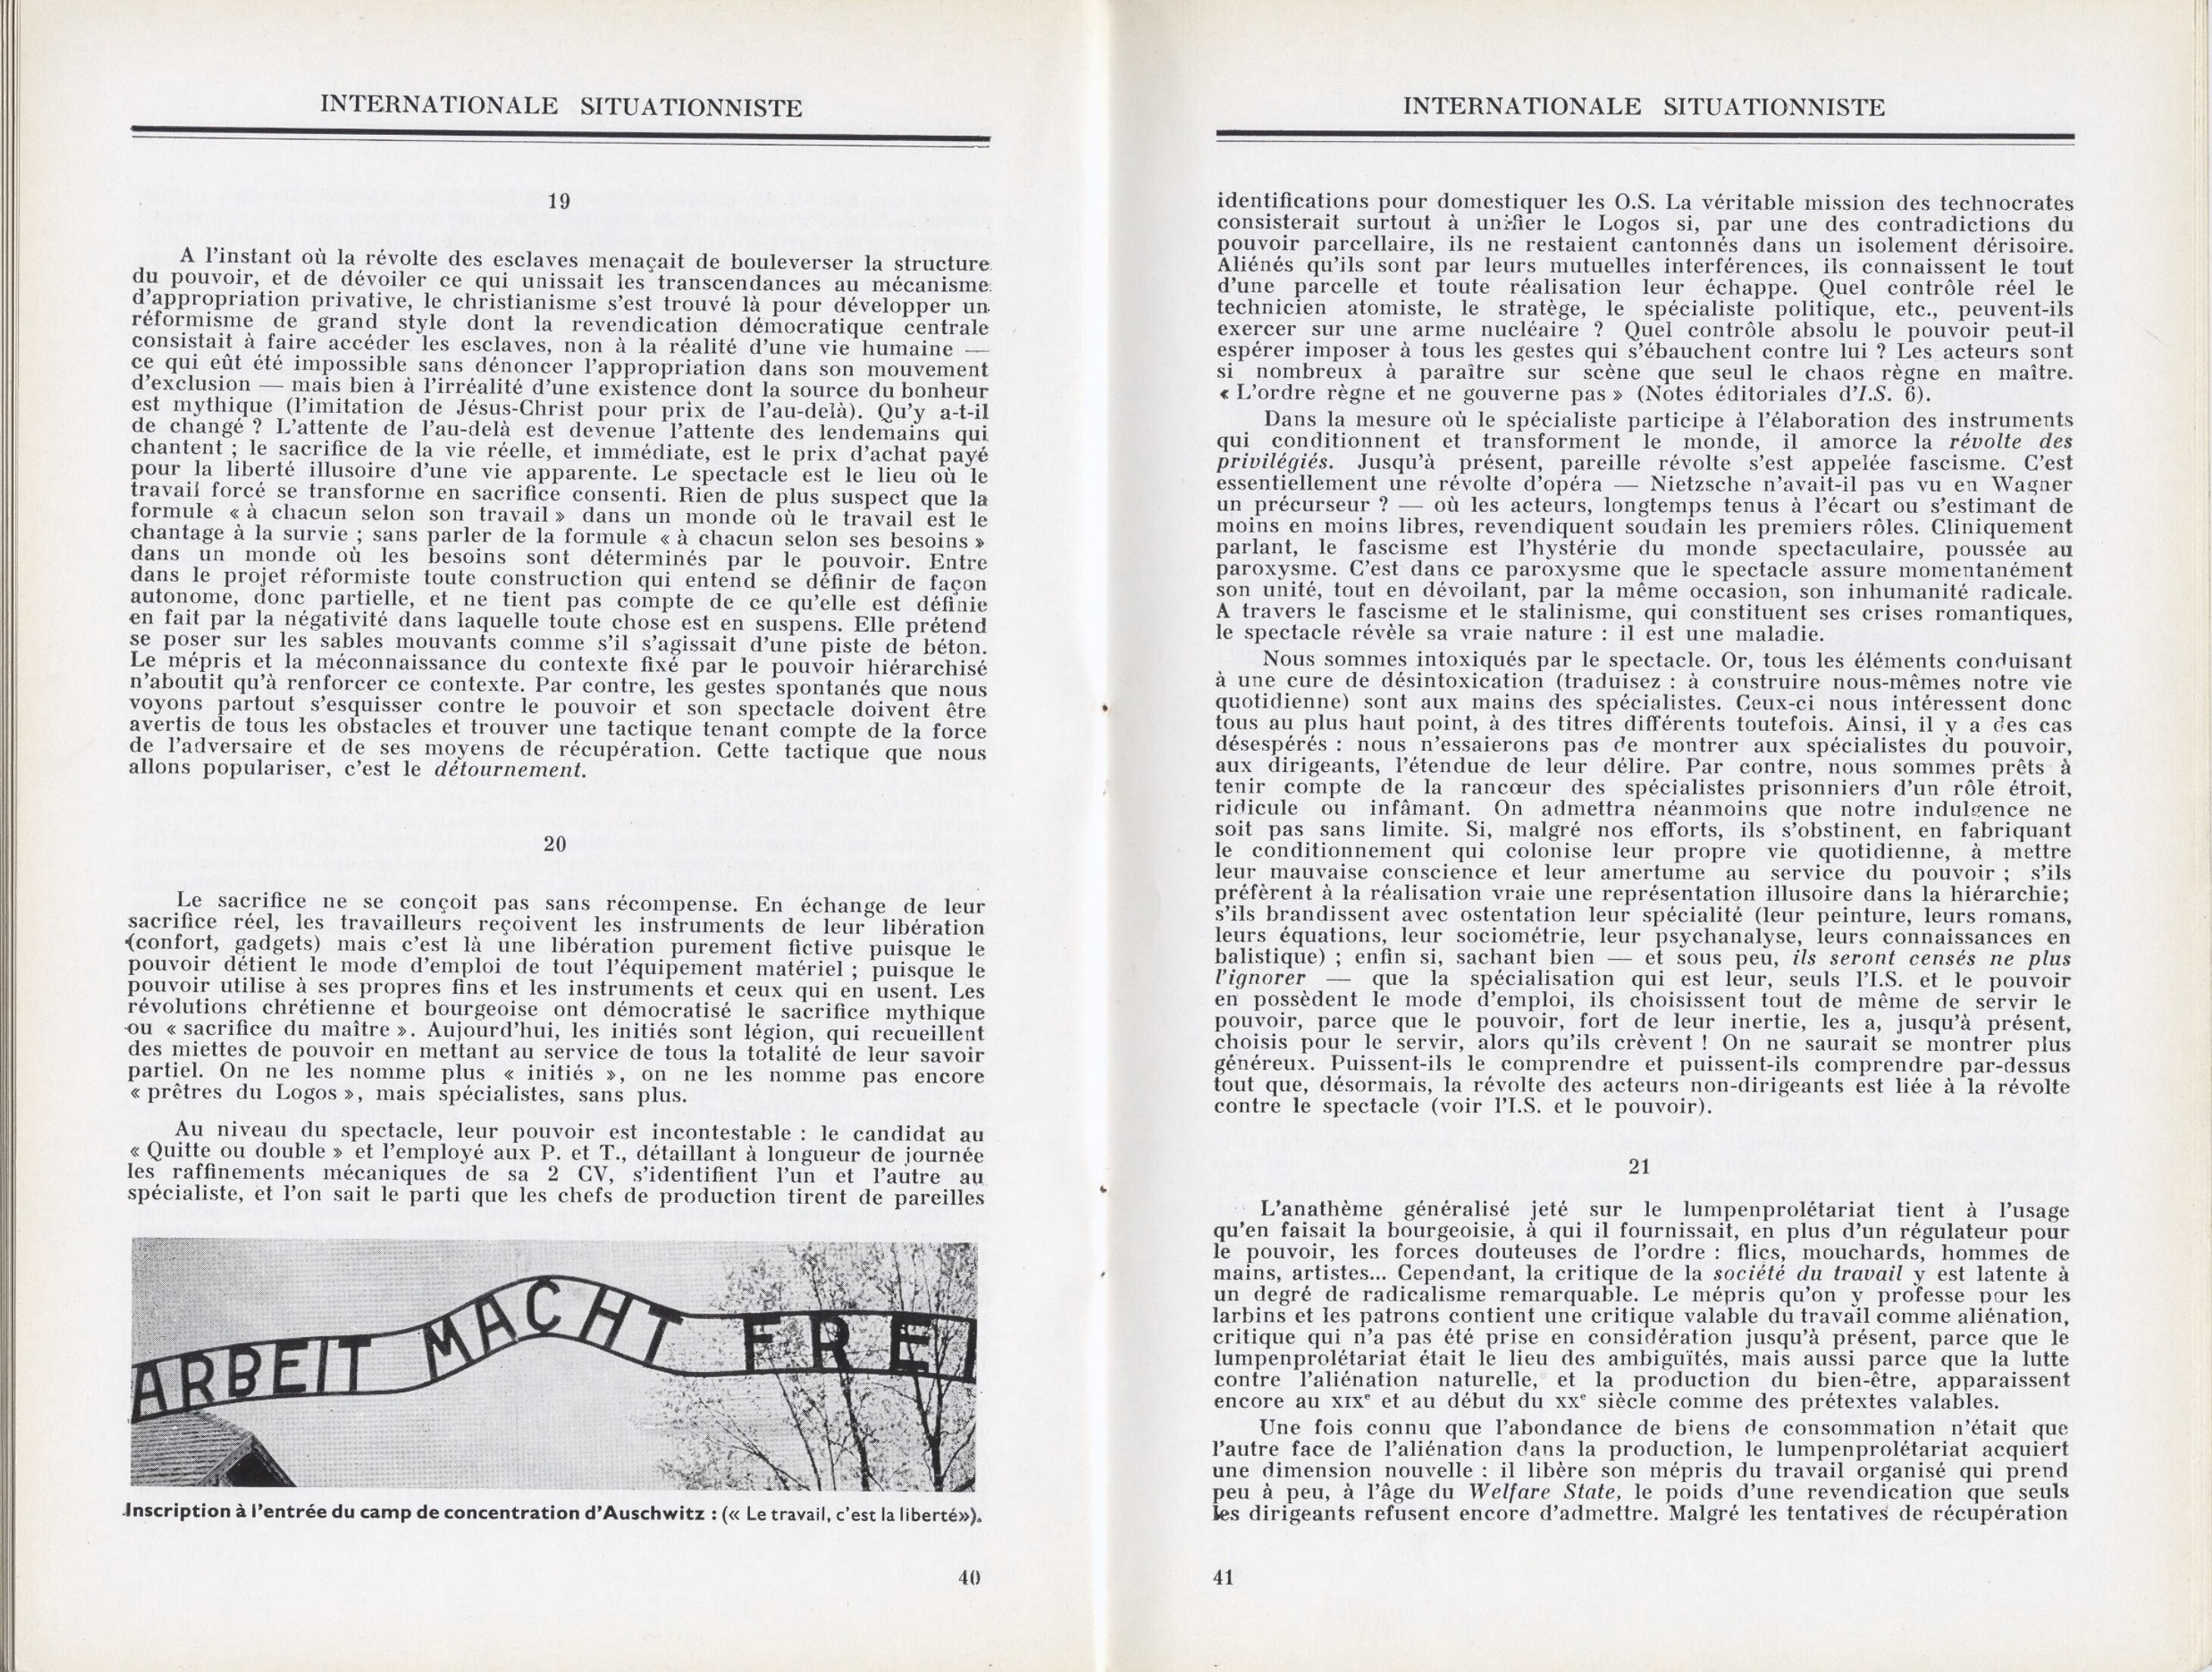 INTERNATIONALE SITUATIONNISTE
19
A l'instant où la révolte des esclaves menaçait de bouleverser la structure
du pouvoir, et de dévoiler ce qui unissait les transcendances au mécanisme
d'appropriation privative, le christianisme s'est trouvé là pour développer un
réformisme de grand style dont la revendication démocratique centrale
consistait à faire accéder les esclaves, non à la réalité d'une vie humaine —
ce qui eût été impossible sans dénoncer l'appropriation dans son mouvement
d'exclusion — mais bien à l'irréalité d'une existence dont la source du bonheur
est mythique (l'imitation de Jésus-Christ pour prix de l'au-delà). Qu'y a-t-il
de changé ? L'attente de l'au-delà est devenue l'attente des lendemains qui
chantent ; le sacrifice de la vie réelle, et immédiate, est le prix d'achat payé
pour la liberté illusoire d'une vie apparente. Le spectacle est le lieu où le
travail forcé se transforme en sacrifice consenti. Rien de plus suspect que la
formule « à chacun selon son travail » dans un monde où le travail est le
chantage à la survie ; sans parler de la formule « à chacun selon ses besoins »
dans un monde où les besoins sont déterminés par le pouvoir. Entre
dans le projet réformiste toute construction qui entend se définir de façon
autonome, donc partielle, et ne tient pas compte de ce qu'elle est définie
en fait par la négativité dans laquelle toute chose est en suspens. Elle prétend
se poser sur les sables mouvants comme s'il s'agissait d'une piste de béton.
Le mépris et la méconnaissance du contexte fixé par le pouvoir hiérarchisé
n'aboutit qu'à renforcer ce contexte. Par contre, les gestes spontanés que nous
voyons partout s'esquisser contre le pouvoir et son spectacle doivent être
avertis de tous les obstacles et trouver une tactique tenant compte de la force
de l'adversaire et de ses moyens de récupération. Cette tactique que nous
allons populariser, c'est le détournement.
20
Le sacrifice ne se conçoit pas sans récompense. En échange de leur
sacrifice réel, les travailleurs reçoivent les instruments de leur libération
(confort, gadgets) mais c'est là une libération purement fictive puisque le
pouvoir détient le mode d'emploi de tout l'équipement matériel ; puisque le
pouvoir utilise à ses propres fins et les instruments et ceux qui en usent. Les
révolutions chrétienne et bourgeoise ont démocratisé le sacrifice mythique
ou « sacrifice du maître ». Aujourd'hui, les initiés sont légion, qui recueillent
des miettes de pouvoir en mettant au service de tous la totalité de leur savoir
partiel. On ne les nomme plus « initiés », on ne les nomme pas encore
« prêtres du Logos », mais spécialistes, sans plus.
Au niveau du spectacle, leur pouvoir est incontestable : le candidat au
« Quitte ou double » et l'employé aux P. et T., détaillant à longueur de journée
les raffinements mécaniques de sa 2 CV, s'identifient l'un et l'autre au
spécialiste, et l'on sait le parti que les chefs de production tirent de pareilles
ARBEIT MACHT FREI
Inscription à l'entrée du camp de concentration d'Auschwitz : (« Le travail, c'est la liberté»).
40
INTERNATIONALE SITUATIONNISTE
identifications pour domestiquer les O.S. La véritable mission des technocrates
consisterait surtout à unifier le Logos si, par une des contradictions du
pouvoir parcellaire, ils ne restaient cantonnés dans un isolement dérisoire.
Aliénés qu'ils sont par leurs mutuelles interférences, ils connaissent le tout
d'une parcelle et toute réalisation leur échappe. Quel contrôle réel le
technicien atomiste, le stratège, le spécialiste politique, etc., peuvent-ils
exercer sur une arme nucléaire ? Quel contrôle absolu le pouvoir peut-il
espérer imposer à tous les gestes qui s'ébauchent contre lui ? Les acteurs sont
si nombreux à paraître sur scène que seul le chaos règne en maître.
« L'ordre règne et ne gouverne pas » (Notes éditoriales d'I.S. 6).
Dans la mesure où le spécialiste participe à l'élaboration des instruments
qui conditionnent et transforment le monde, il amorce la révolte des
privilégiés. Jusqu'à présent, pareille révolte s'est appelée fascisme. C'est
essentiellement une révolte d'opéra — Nietzsche n'avait-il pas vu en Wagner
un précurseur ? — où les acteurs, longtemps tenus à l'écart ou s'estimant de
moins en moins libres, revendiquent soudain les premiers rôles. Cliniquement
parlant, le fascisme est l'hystérie du monde spectaculaire, poussée au
paroxysme. C'est dans ce paroxysme que le spectacle assure momentanément
son unité, tout en dévoilant, par la même occasion, son inhumanité radicale.
A travers le fascisme et le stalinisme, qui constituent ses crises romantiques,
le spectacle révèle sa vraie nature : il est une maladie.
Nous sommes intoxiqués par le spectacle. Or, tous les éléments conduisant
à une cure de désintoxication (traduisez : à construire nous-mêmes notre vie
quotidienne) sont aux mains des spécialistes. Ceux-ci nous intéressent donc
tous au plus haut point, à des titres différents toutefois. Ainsi, il y a des cas
désespérés : nous n'essaierons pas de montrer aux spécialistes du pouvoir,
aux dirigeants, l'étendue de leur délire. Par contre, nous sommes prêts à
tenir compte de la rancœur des spécialistes prisonniers d'un rôle étroit,
ridicule ou infâmant. On admettra néanmoins que notre indulgence ne
soit pas sans limite. Si, malgré nos efforts, ils s'obstinent, en fabriquant
le conditionnement qui colonise leur propre vie quotidienne, à mettre
leur mauvaise conscience et leur amertume au service du pouvoir ; s'ils
préfèrent à la réalisation vraie une représentation illusoire dans la hiérarchie;
s'ils brandissent avec ostentation leur spécialité (leur peinture, leurs romans,
leurs équations, leur sociométrie, leur psychanalyse, leurs connaissances en
balistique) ; enfin si, sachant bien — et sous peu, ils seront censés ne plus
l'ignorer — que la spécialisation qui est leur, seuls l'I.S. et le pouvoir
en possèdent le mode d'emploi, ils choisissent tout de même de servir le
pouvoir, parce que le pouvoir, fort de leur inertie, les a, jusqu'à présent,
choisis pour le servir, alors qu'ils crèvent ! On ne saurait se montrer plus
généreux. Puissent-ils le comprendre et puissent-ils comprendre par-dessus
tout que, désormais, la révolte des acteurs non-dirigeants est liée à la révolte
contre le spectacle (voir l'I.S. et le pouvoir).
21
L'anathème généralisé jeté sur le lumpenprolétariat tient à l'usage
qu'en faisait la bourgeoisie, à qui il fournissait, en plus d'un régulateur pour
le pouvoir, les forces douteuses de l'ordre : flics, mouchards, hommes de
mains, artistes... Cependant, la critique de la société du travail y est latente à
un degré de radicalisme remarquable. Le mépris qu'on y professe pour les
larbins et les patrons contient une critique valable du travail comme aliénation,
critique qui n'a pas été prise en considération jusqu'à présent, parce que le
lumpenprolétariat était le lieu des ambiguïtés, mais aussi parce que la lutte
contre l'aliénation naturelle, et la production du bien-être, apparaissent
encore au XIXe et au début du XXe siècle comme des prétextes valables.
Une fois connu que l'abondance de biens de consommation n'était que
l'autre face de l'aliénation dans la production, le lumpenprolétariat acquiert
une dimension nouvelle : il libère son mépris du travail organisé qui prend
peu à peu, à l'âge du Welfare State, le poids d'une revendication que seuls
les dirigeants refusent encore d'admettre. Malgré les tentatives de récupération
41